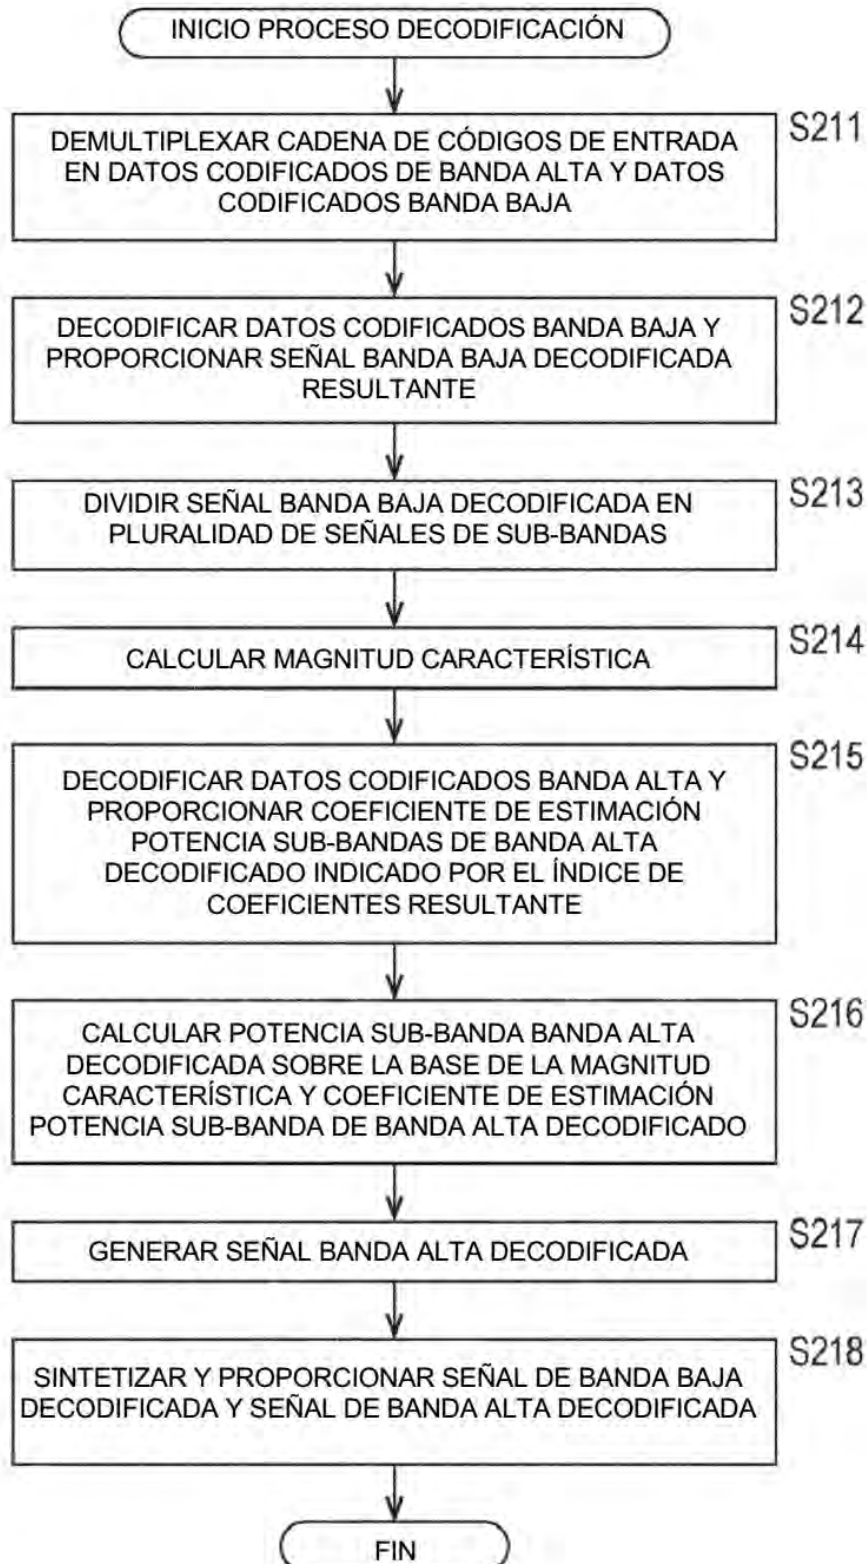 INICIO PROCESO DECODIFICACIÓN
S211
DEMULTIPLEXAR CADENA DE CÓDIGOS DE ENTRADA
EN DATOS CODIFICADOS DE BANDA ALTA Y DATOS
CODIFICADOS BANDA BAJA
S212
DECODIFICAR DATOS CODIFICADOS BANDA BAJA Y
PROPORCIONAR SEÑAL BANDA BAJA DECODIFICADA
RESULTANTE
S213
DIVIDIR SEÑAL BANDA BAJA DECODIFICADA EN
PLURALIDAD DE SEÑALES DE SUB-BANDAS
S214
CALCULAR MAGNITUD CARACTERÍSTICA
S215
DECODIFICAR DATOS CODIFICADOS BANDA ALTA Y
PROPORCIONAR COEFICIENTE DE ESTIMACIÓN
POTENCIA SUB-BANDAS DE BANDA ALTA
DECODIFICADO INDICADO POR EL ÍNDICE DE
COEFICIENTES RESULTANTE
S216
CALCULAR POTENCIA SUB-BANDA BANDA ALTA
DECODIFICADA SOBRE LA BASE DE LA MAGNITUD
CARACTERÍSTICA Y COEFICIENTE DE ESTIMACIÓN
POTENCIA SUB-BANDA DE BANDA ALTA DECODIFICADO
S217
GENERAR SEÑAL BANDA ALTA DECODIFICADA
S218
SINTETIZAR Y PROPORCIONAR SEÑAL DE BANDA BAJA
DECODIFICADA Y SEÑAL DE BANDA ALTA DECODIFICADA
FIN